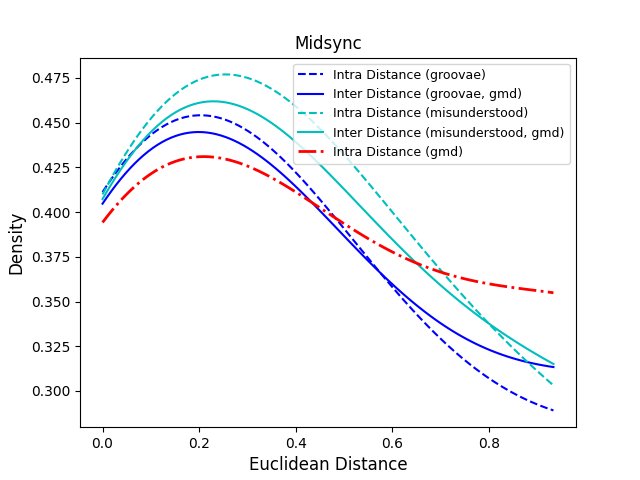 Midsync
Intra Distance (groovae)
Inter Distance (groovae, gmd)
Intra Distance (misunderstood)
Inter Distance (misunderstood, gmd)
Intra Distance (gmd)
Density
0.475
0.450
0.425
0.400
0.375
0.350
0.325
0.300
0.0 0.2 0.4 0.6 0.8
Euclidean Distance